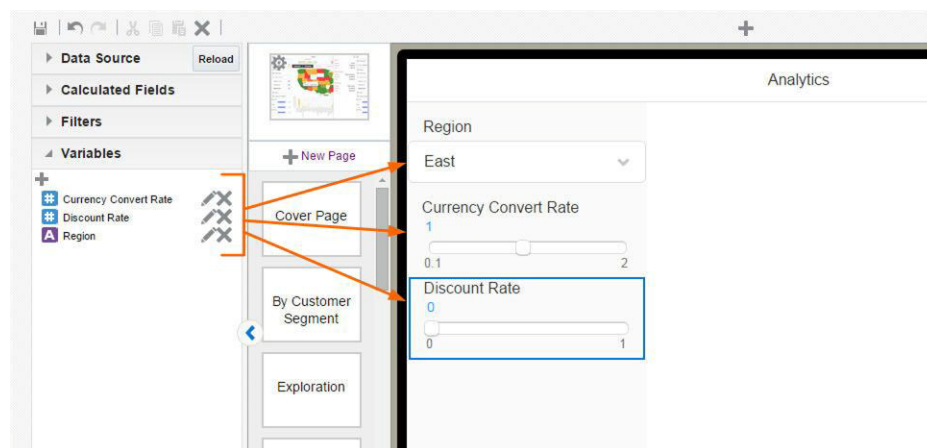 Data Source
Reload
Calculated Fields
Filters
Variables
# Currency Convert Rate
# Discount Rate
A Region
New Page
Cover Page
By Customer
Segment
Exploration
Analytics
Region
East
Currency Convert Rate
1
0.1 2
Discount Rate
0
0 1